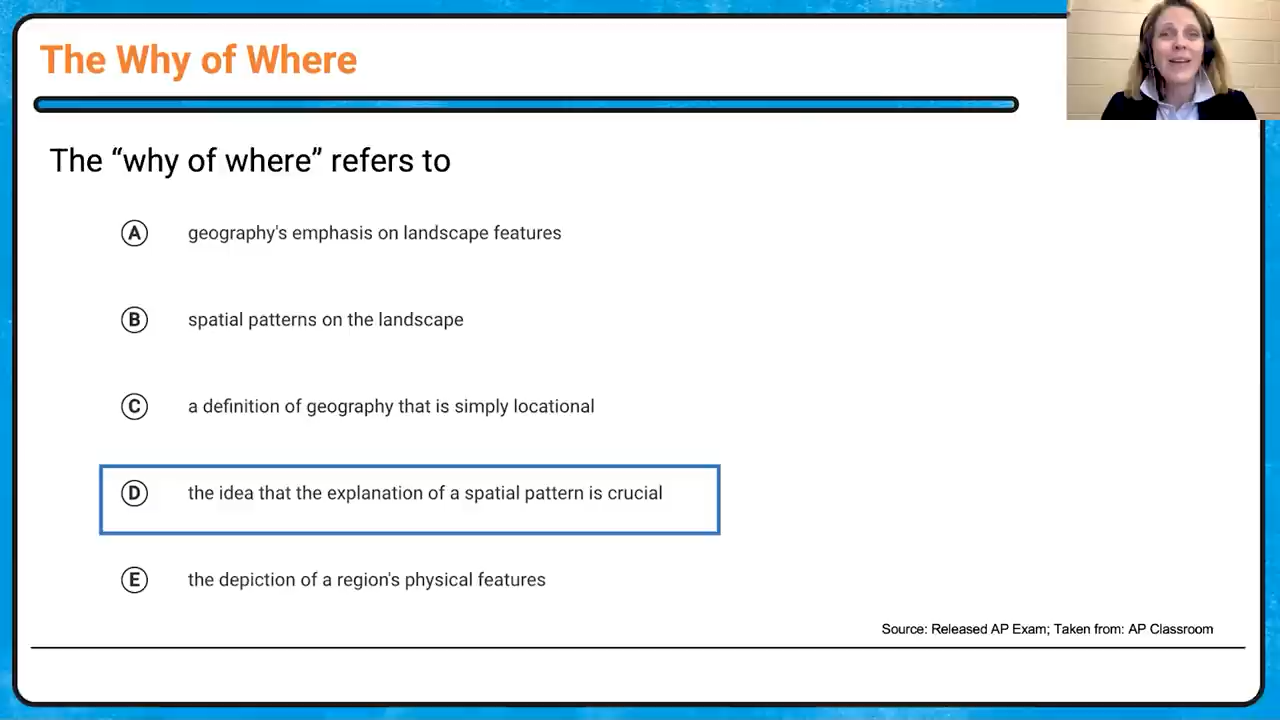 The Why of Where
The “why of where” refers to
A geography's emphasis on landscape features
B spatial patterns on the landscape
C a definition of geography that is simply locational
D the idea that the explanation of a spatial pattern is crucial
E the depiction of a region's physical features
Source: Released AP Exam; Taken from: AP Classroom